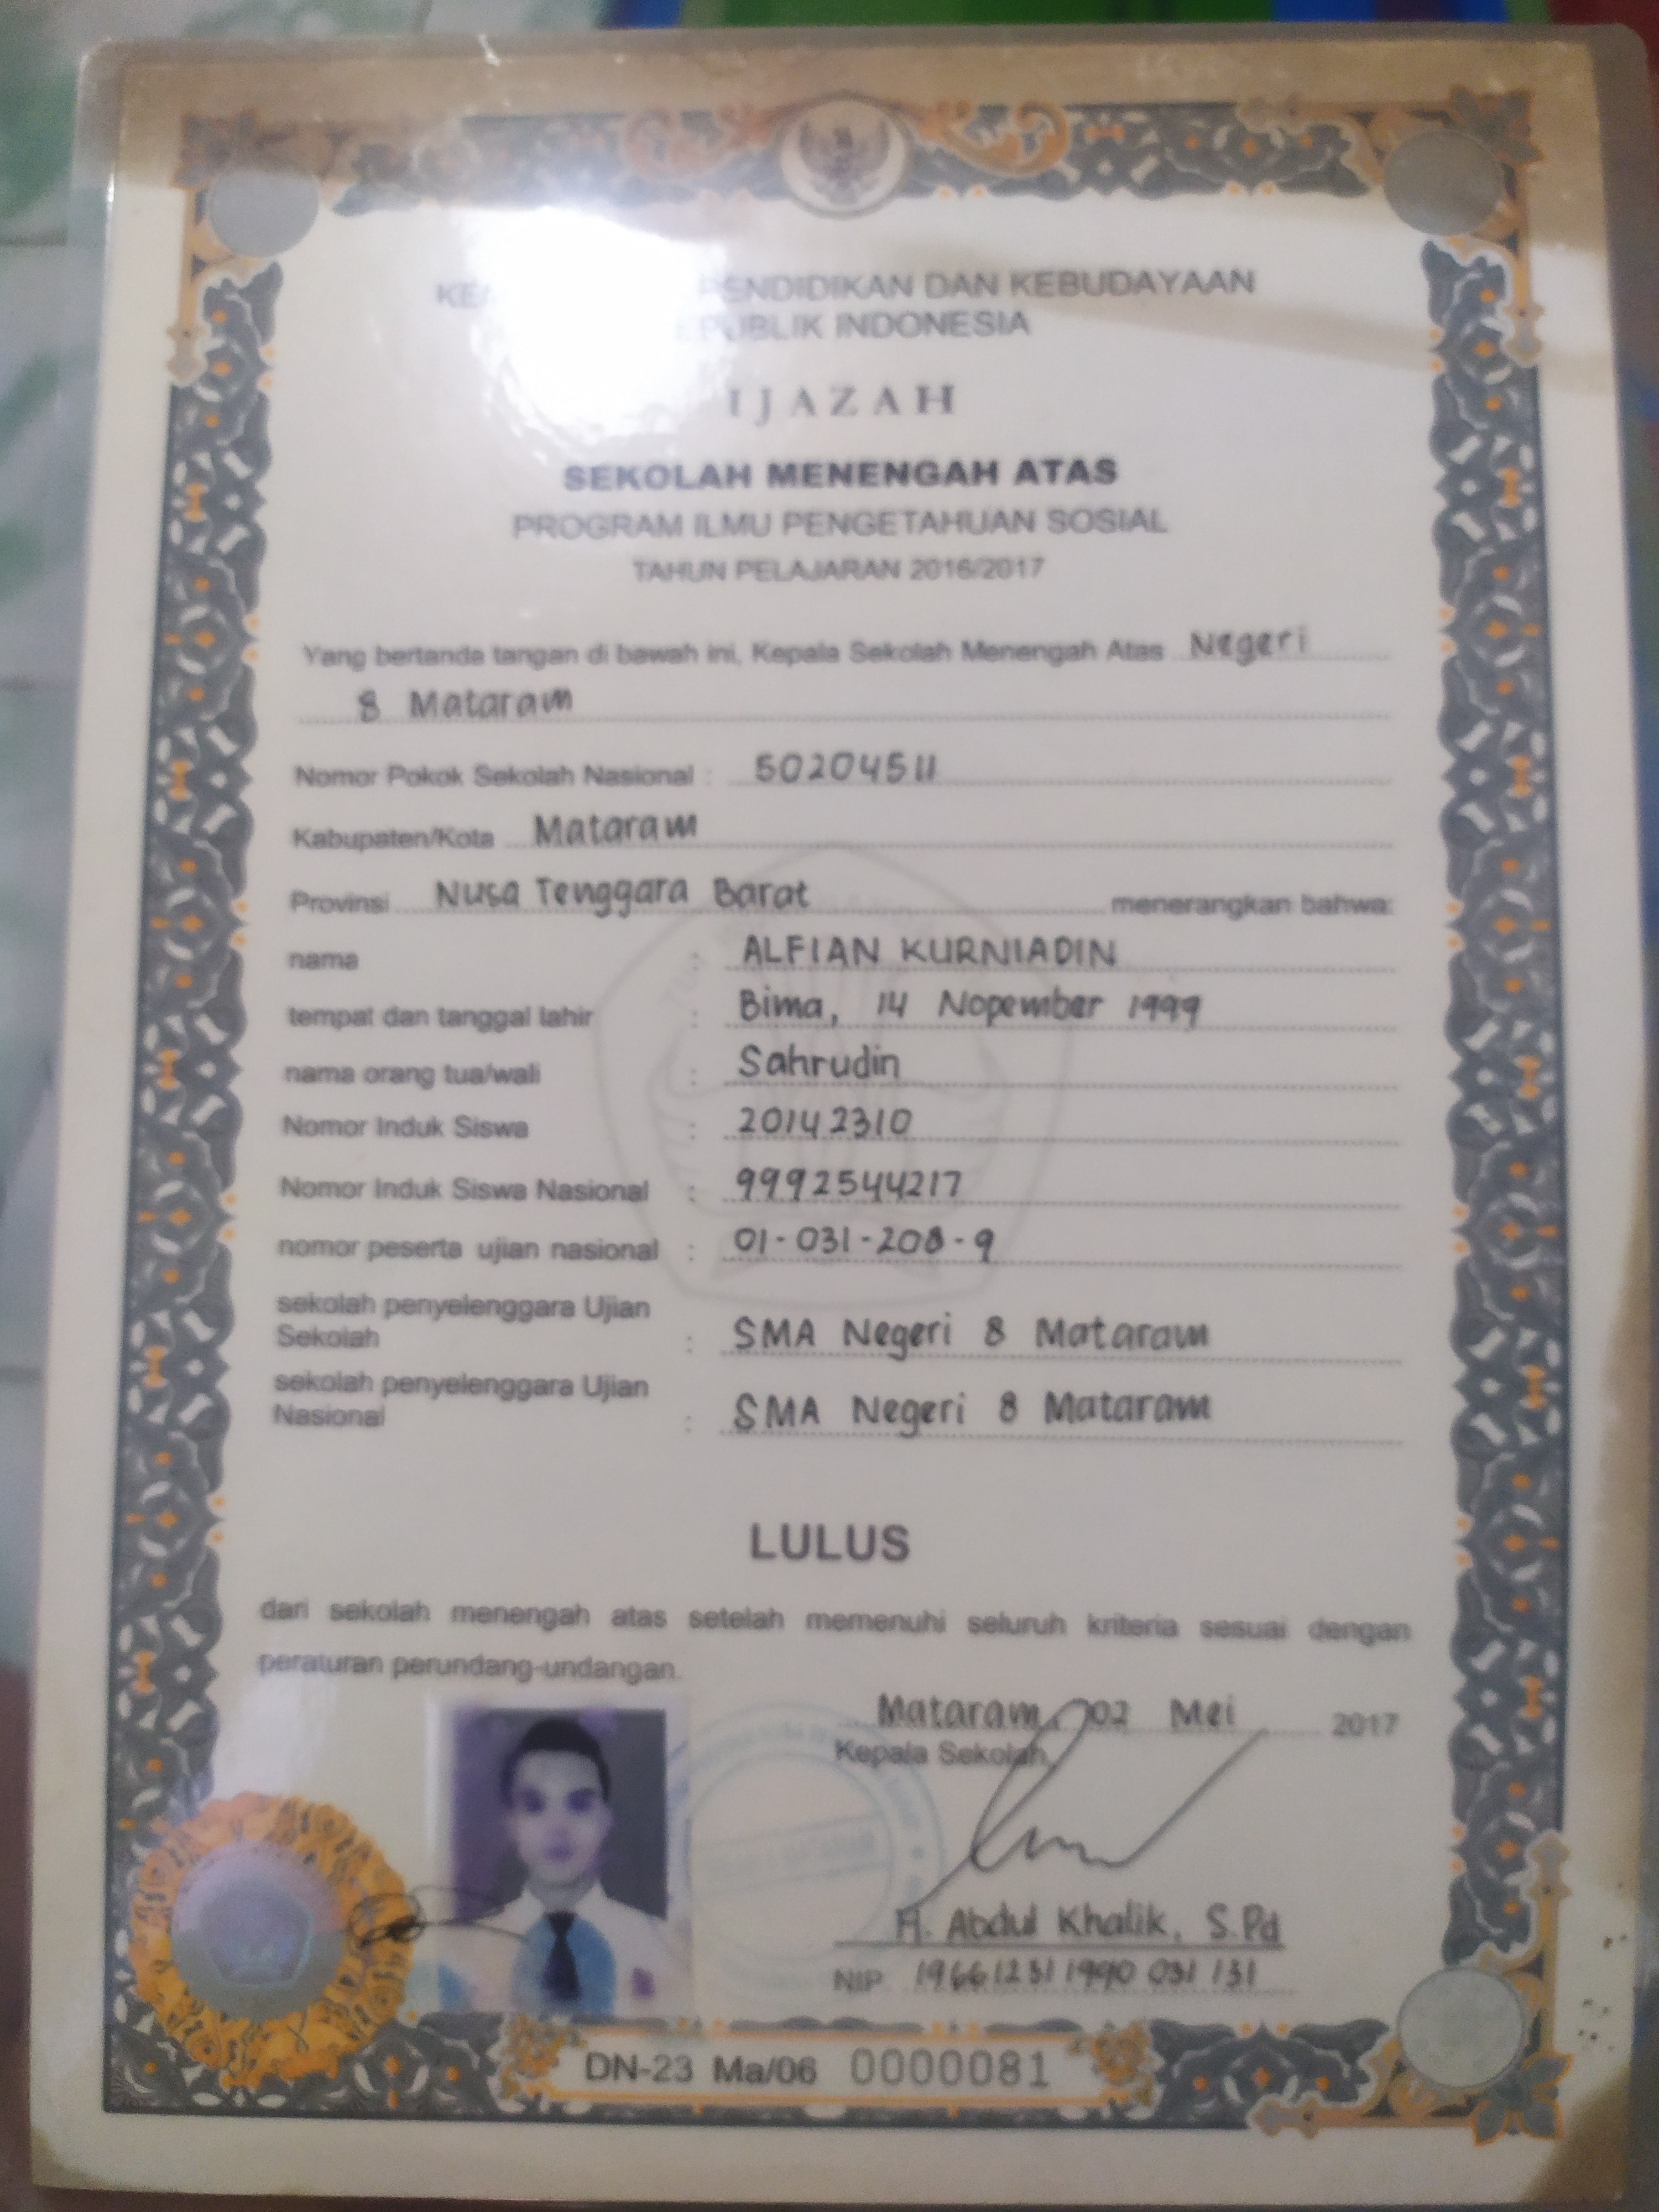 PENDIDIKAN DAN KEBUDAYAAN
REPUBLIK INDONESIA
IJAZAH
SEKOLAH MENENGAH ATAS
PROGRAM ILMU PENGETAHUAN SOSIAL
TAHUN PELAJARAN 2016/2017
Yang bertanda tangan di bawah ini, Kepala Sekolah Menengah Atas Negeri
8 Mataram
Nomor Pokok Sekolah Nasional : 50204511
Kabupaten/Kota Mataram
Provinsi Nusa Tenggara Barat menerangkan bahwa:
nama : ALFIAN KURNIADIN
tempat dan tanggal lahir : Bima, 14 Nopember 1999
nama orang tua/wali : Sahrudin
Nomor Induk Siswa : 20142310
Nomor Induk Siswa Nasional : 9992544217
nomor peserta ujian nasional : 01-031-208-9
sekolah penyelenggara Ujian
Sekolah : SMA Negeri 8 Mataram
sekolah penyelenggara Ujian
Nasional : SMA Negeri 8 Mataram
LULUS
dari sekolah menengah atas setelah memenuhi seluruh kriteria sesuai dengan
peraturan perundang-undangan.
Mataram, 02 Mei 2017
Kepala Sekolah,
H. Abdul Khalik, S.Pd
NIP 19661231 1990 031 131
DN-23 Ma/06 0000081